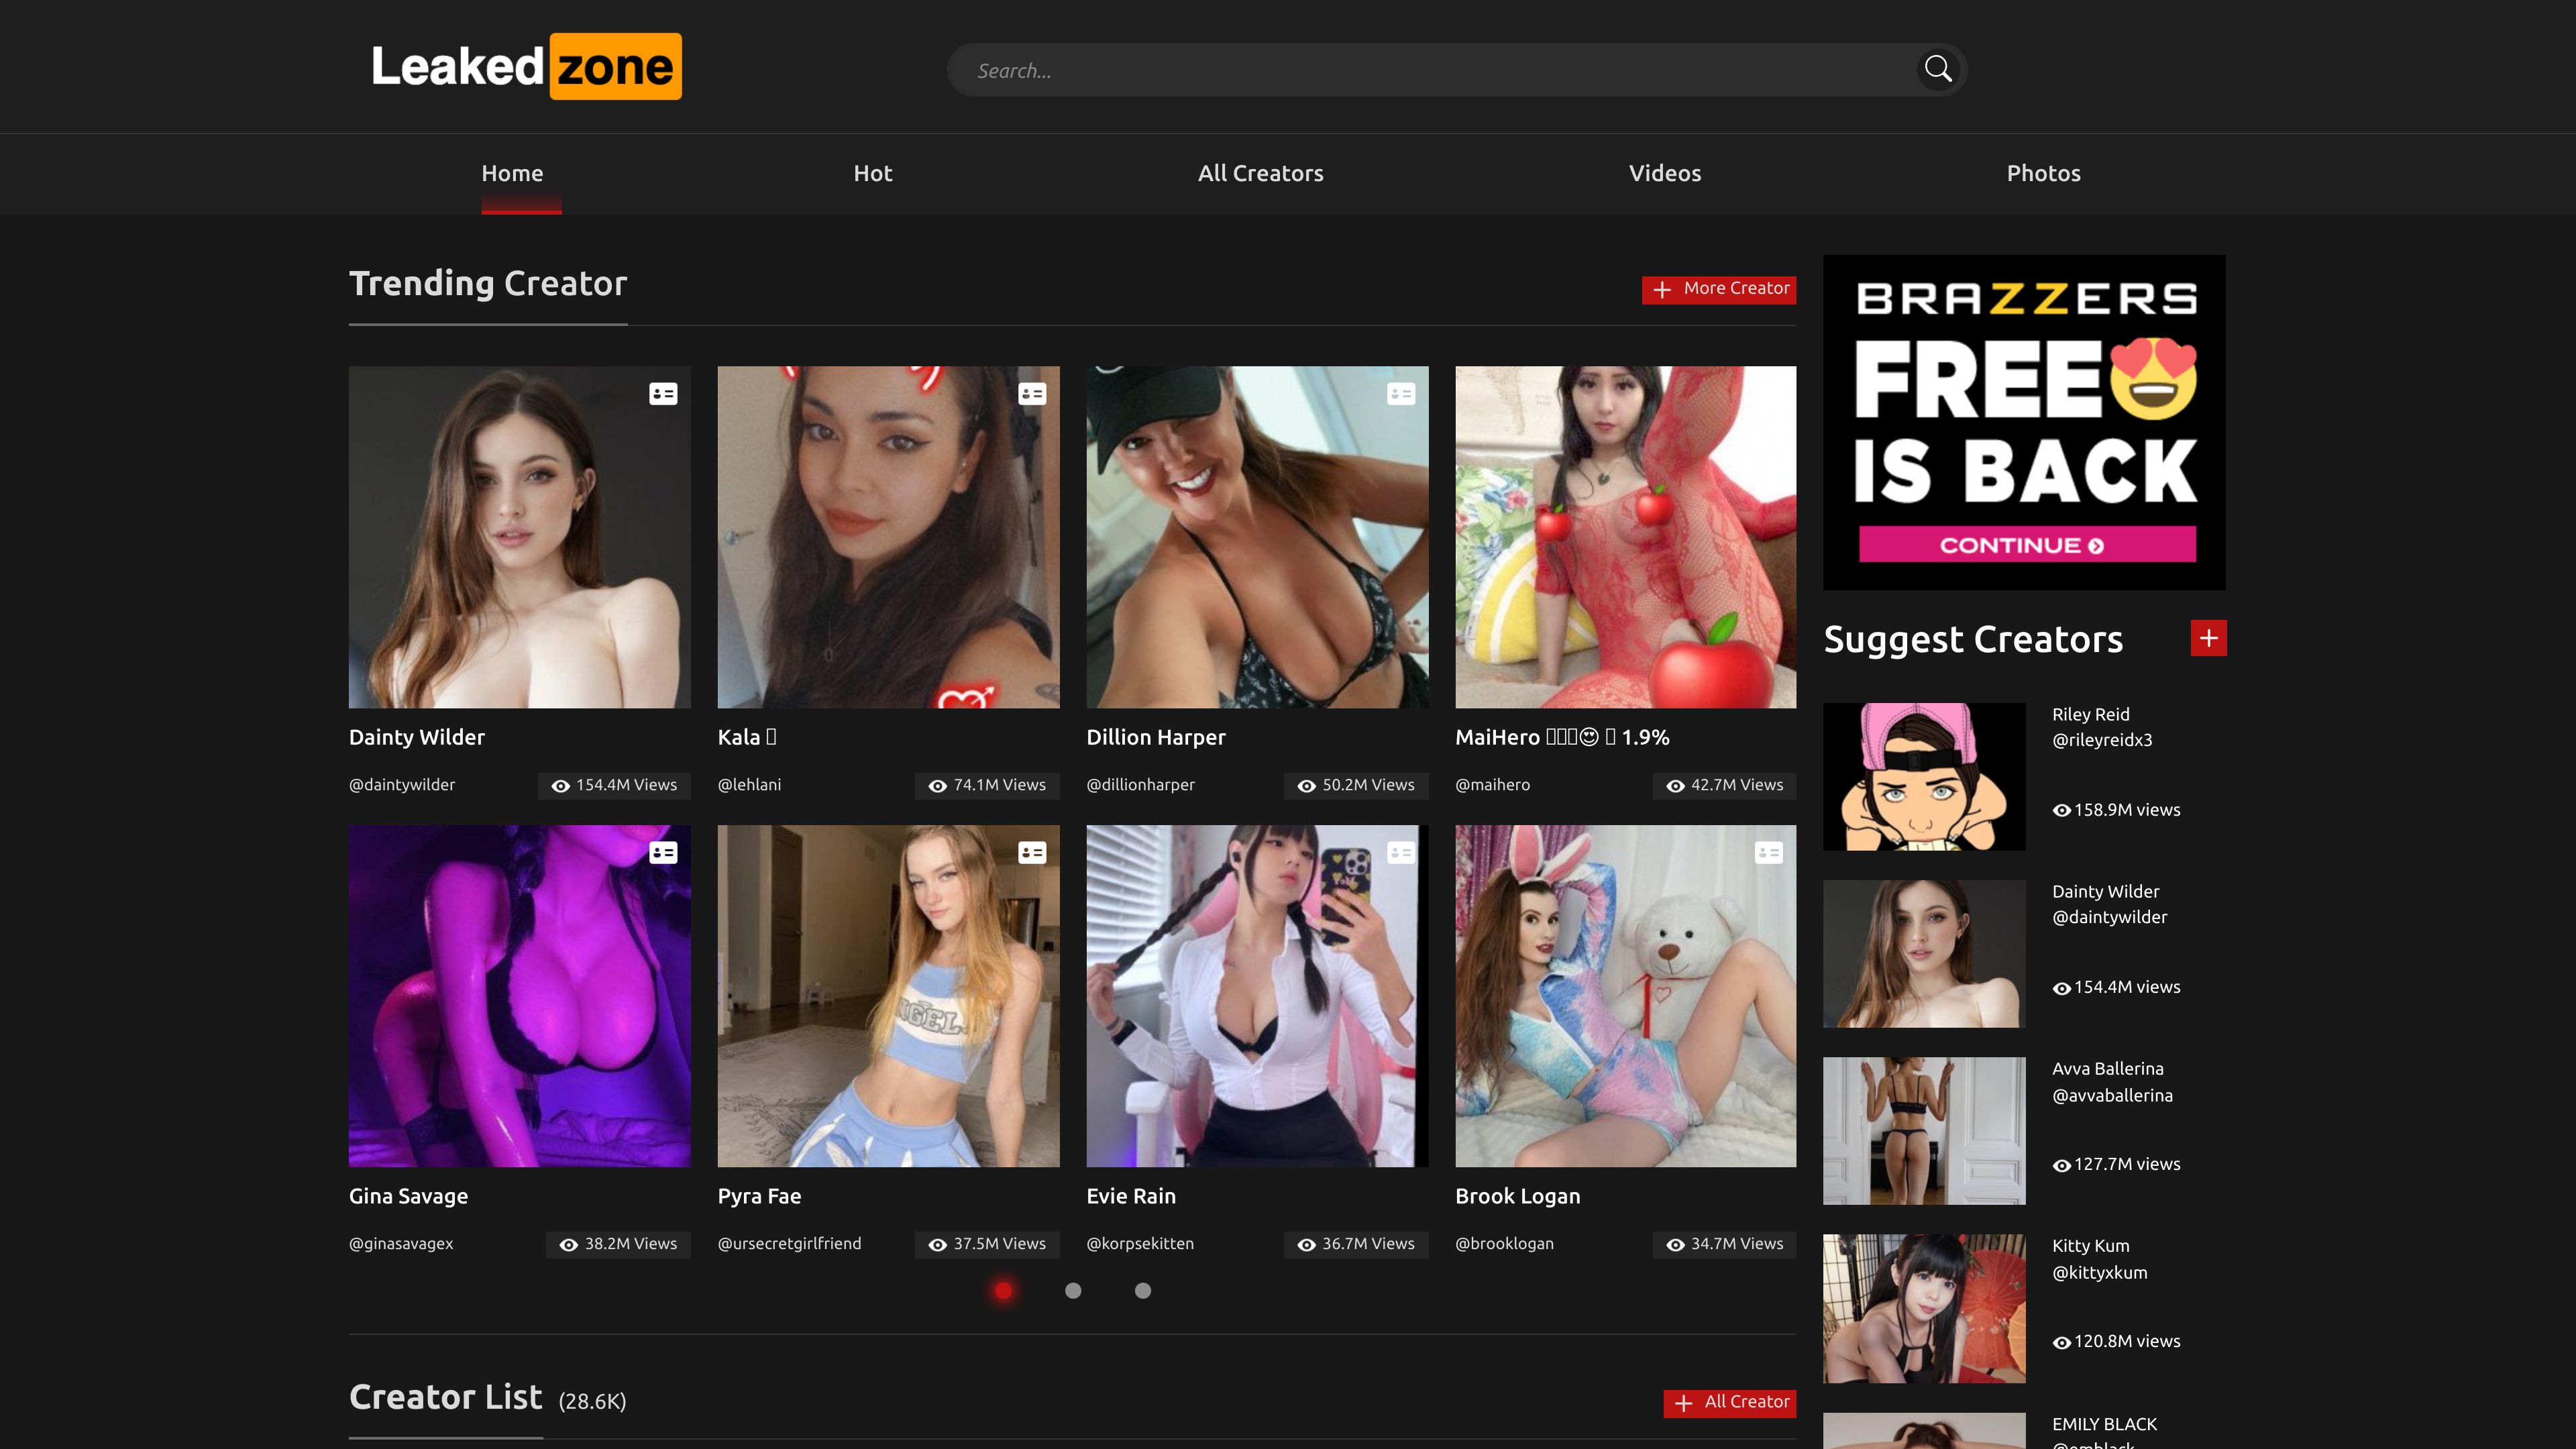 Leaked zone
Search...
Home
Hot
All Creators
Videos
Photos
Trending Creator
More Creator
Dainty Wilder
@daintywilder
154.4M Views
Kala
@lehlani
74.1M Views
Dillion Harper
@dillionharper
50.2M Views
MaiHero 😍 1.9%
@maihero
42.7M Views
Gina Savage
@ginasavagex
38.2M Views
Pyra Fae
@ursecretgirlfriend
37.5M Views
Evie Rain
@korpsekitten
36.7M Views
Brook Logan
@brooklogan
34.7M Views
Creator List (28.6K)
All Creator
BRAZZERS
FREE
IS BACK
CONTINUE
Suggest Creators
Riley Reid
@rileyreidx3
158.9M views
Dainty Wilder
@daintywilder
154.4M views
Avva Ballerina
@avvaballerina
127.7M views
Kitty Kum
@kittyxkum
120.8M views
EMILY BLACK